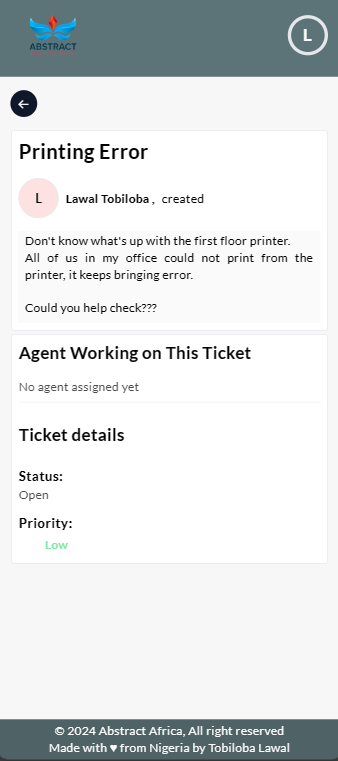 ABSTRACT
L
Printing Error
L
Lawal Tobiloba , created
Don't know what's up with the first floor printer.
All of us in my office could not print from the
printer, it keeps bringing error.
Could you help check???
Agent Working on This Ticket
No agent assigned yet
Ticket details
Status:
Open
Priority:
Low
© 2024 Abstract Africa, All right reserved
Made with ♥ from Nigeria by Tobiloba Lawal